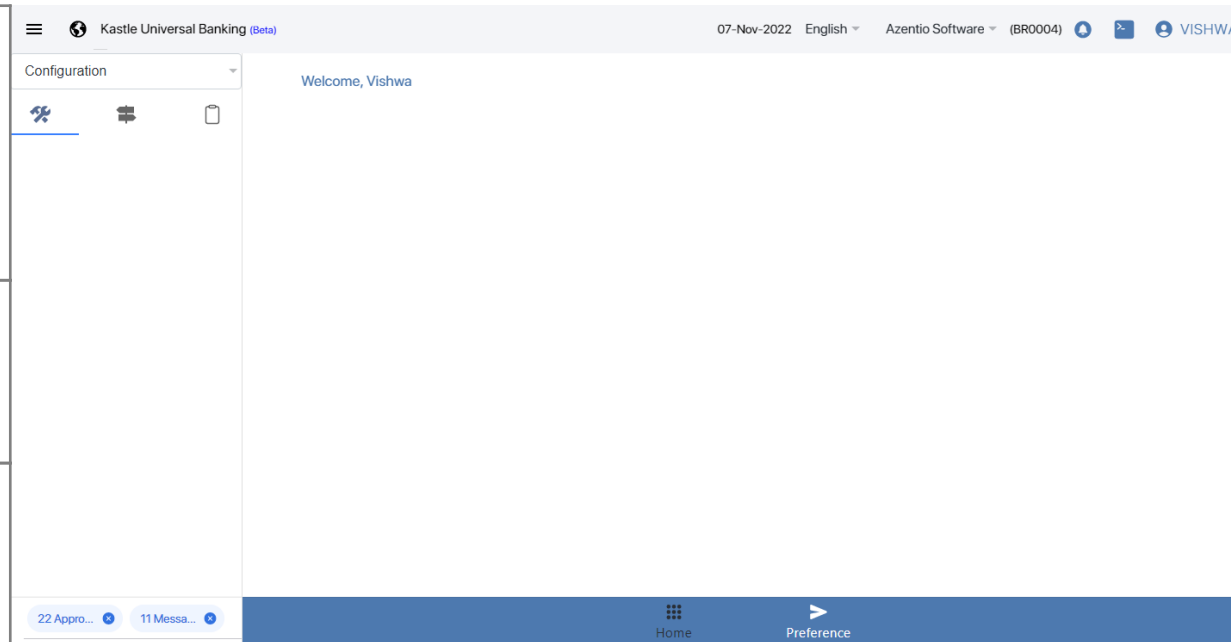 Kastle Universal Banking (Beta) 07-Nov-2022 English Azentio Software (BR0004) VISHWA
Configuration
Welcome, Vishwa
22 Appro... 11 Messa...
Home Preference